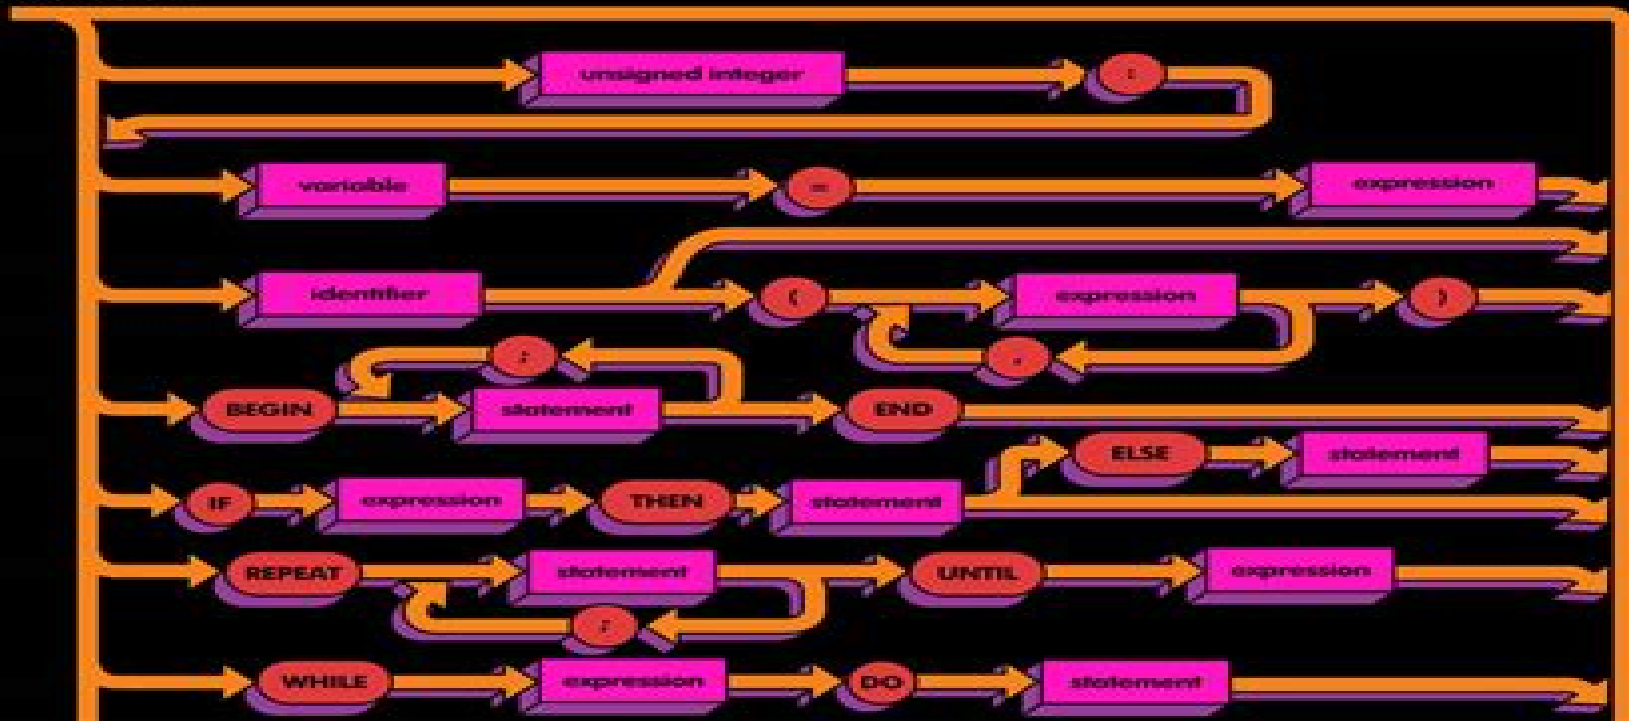 unsigned integer :
variable =
expression
identifier ( expression )
,
;
BEGIN statement END
ELSE statement
IF expression THEN statement
REPEAT statement UNTIL expression
;
WHILE expression DO statement